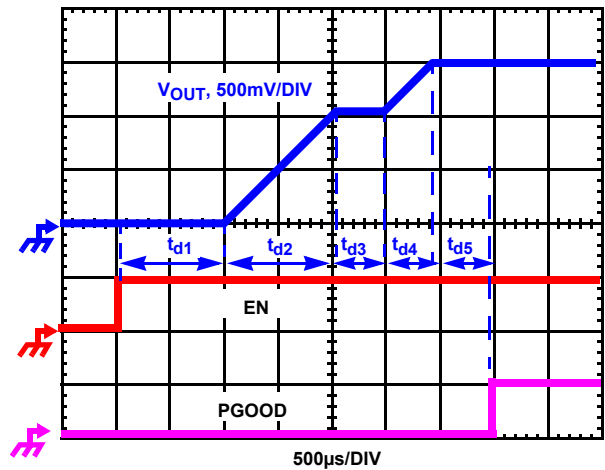 VOUT, 500mV/DIV
td1 td2 td3 td4 td5
EN
PGOOD
500µs/DIV